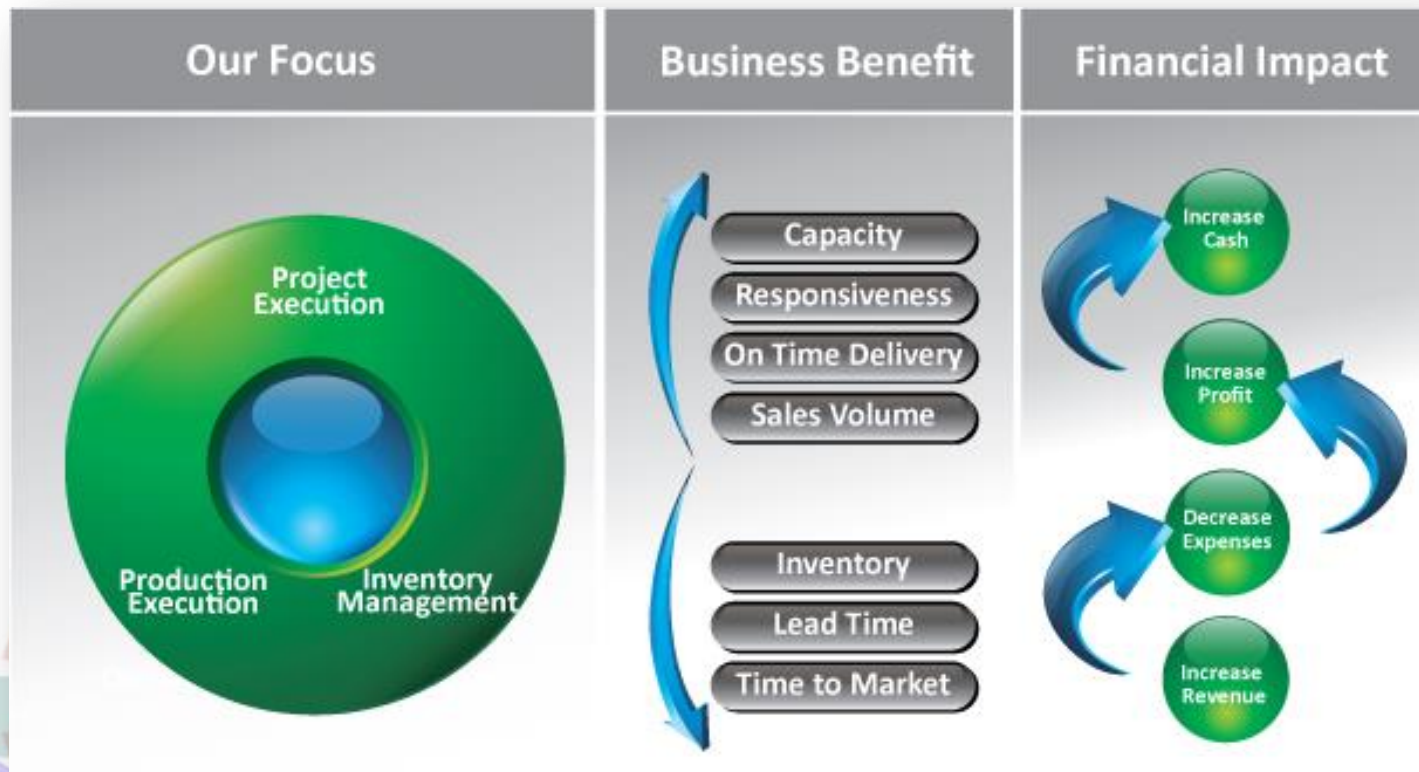 Our Focus
Business Benefit
Financial Impact
Project
Execution
Production
Execution
Inventory
Management
Capacity
Responsiveness
On Time Delivery
Sales Volume
Inventory
Lead Time
Time to Market
Increase
Cash
Increase
Profit
Decrease
Expenses
Increase
Revenue